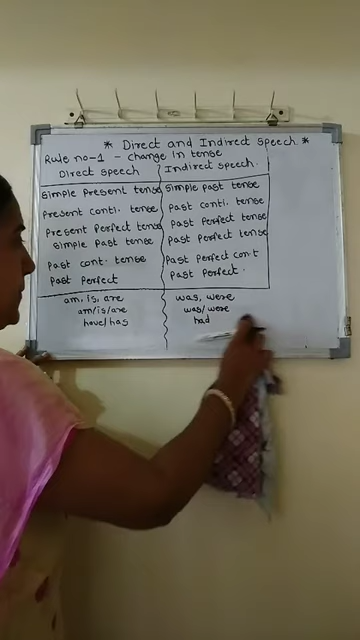 * Direct and Indirect speech *
Rule no-1 - change in tense
Direct speech Indirect speech.
Simple Present tense Simple Past tense
Present conti. tense Past conti. tense
Present Perfect tense Past Perfect tense
Simple Past tense Past Perfect tense
Past cont. tense Past Perfect con.t
Past Perfect Past Perfect.
am, is, are was, were
am/is/are was/were
have/has had